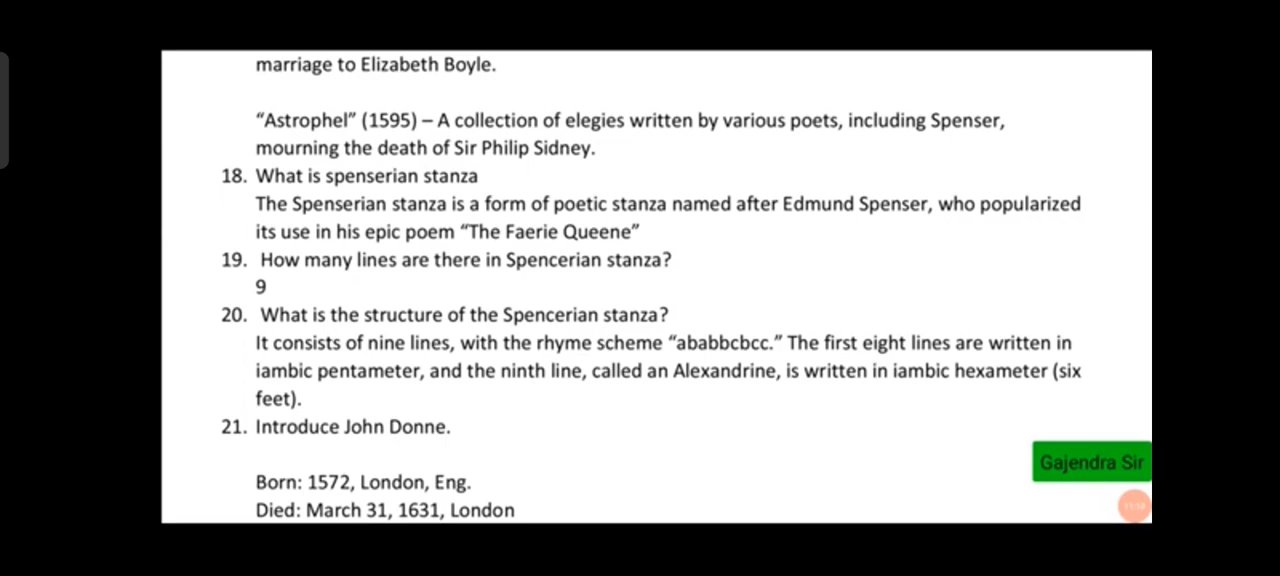 marriage to Elizabeth Boyle.
“Astrophel” (1595) – A collection of elegies written by various poets, including Spenser,
mourning the death of Sir Philip Sidney.
18. What is spenserian stanza
The Spenserian stanza is a form of poetic stanza named after Edmund Spenser, who popularized
its use in his epic poem “The Faerie Queene”
19. How many lines are there in Spencerian stanza?
9
20. What is the structure of the Spencerian stanza?
It consists of nine lines, with the rhyme scheme “ababbcbcc.” The first eight lines are written in
iambic pentameter, and the ninth line, called an Alexandrine, is written in iambic hexameter (six
feet).
21. Introduce John Donne.
Gajendra Sir
Born: 1572, London, Eng.
Died: March 31, 1631, London